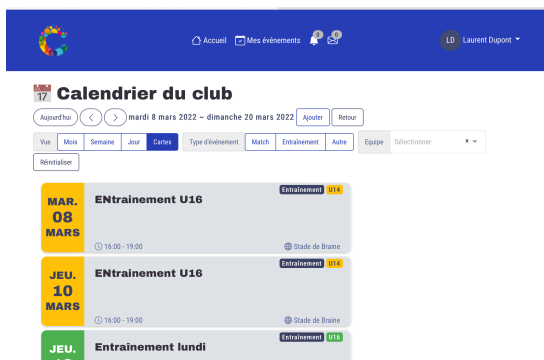 Accueil Mes événements 0 0 LD Laurent Dupont
17 Calendrier du club
Aujourd'hui < > mardi 8 mars 2022 – dimanche 20 mars 2022 Ajouter Retour
Vue Mois Semaine Jour Cartes Type d'événement Match Entraînement Autre Equipe Sélectionner ×
Réinitialiser
MAR. 08 MARS
ENtrainement U16
Entraînement U14
16:00 - 19:00
Stade de Braine
JEU. 10 MARS
ENtrainement U16
Entraînement U14
16:00 - 19:00
Stade de Braine
JEU.
Entraînement lundi
Entraînement U16